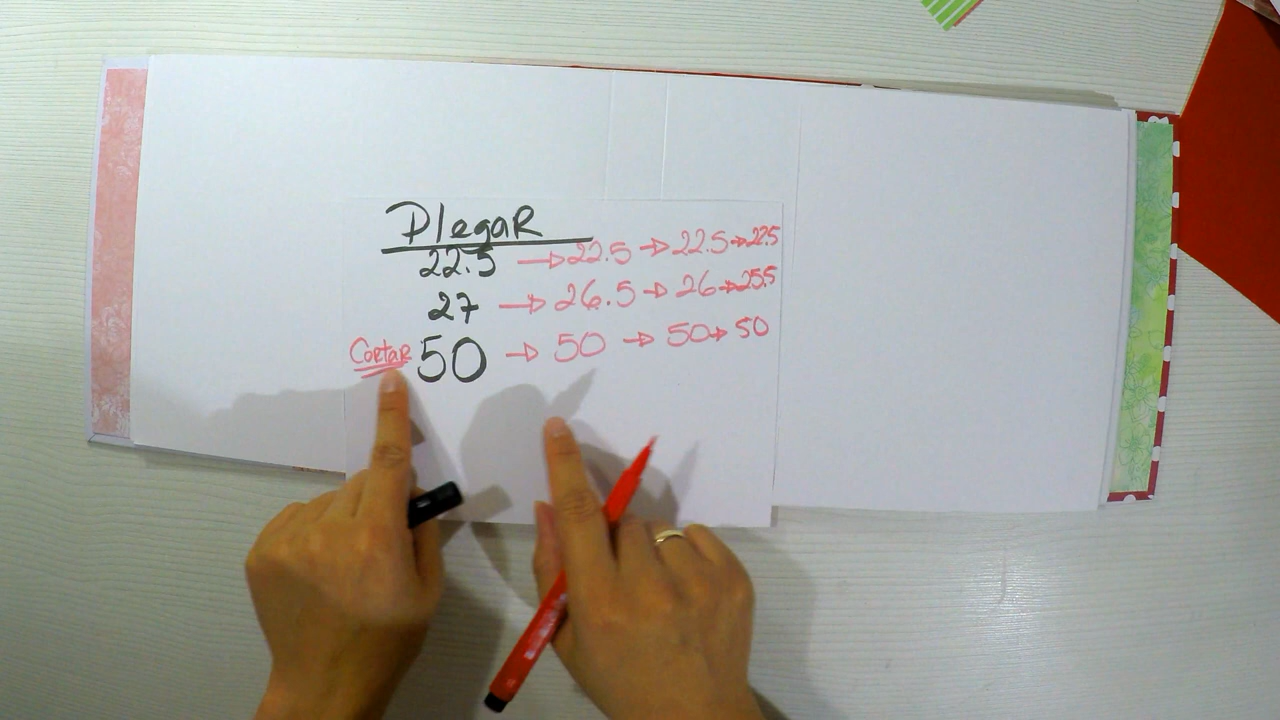 PlegaR
22.5 → 22.5 → 22.5 → 22.5
27 → 26.5 → 26 → 25.5
CortaR 50 → 50 → 50 → 50